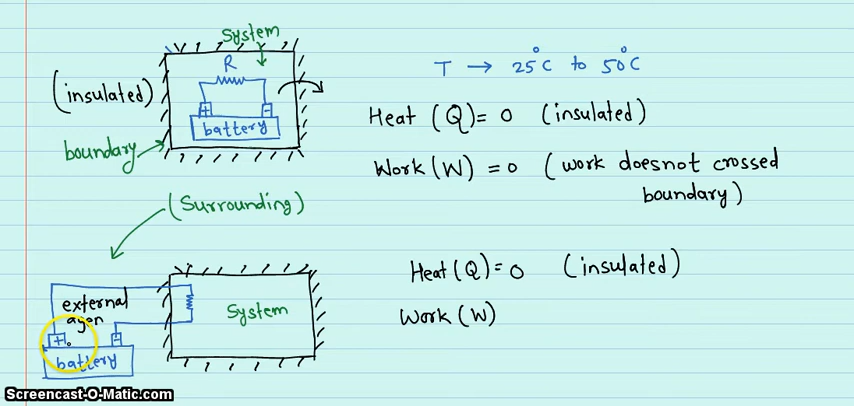 System
R
(insulated)
+ -
battery
boundary
T → 25°C to 50°C
Heat (Q) = 0 (insulated)
Work (W) = 0 (work doesnot crossed
boundary)
(Surrounding)
external
agen
+ -
battery
System
Heat (Q) = 0 (insulated)
Work (W)
Screencast-O-Matic.com